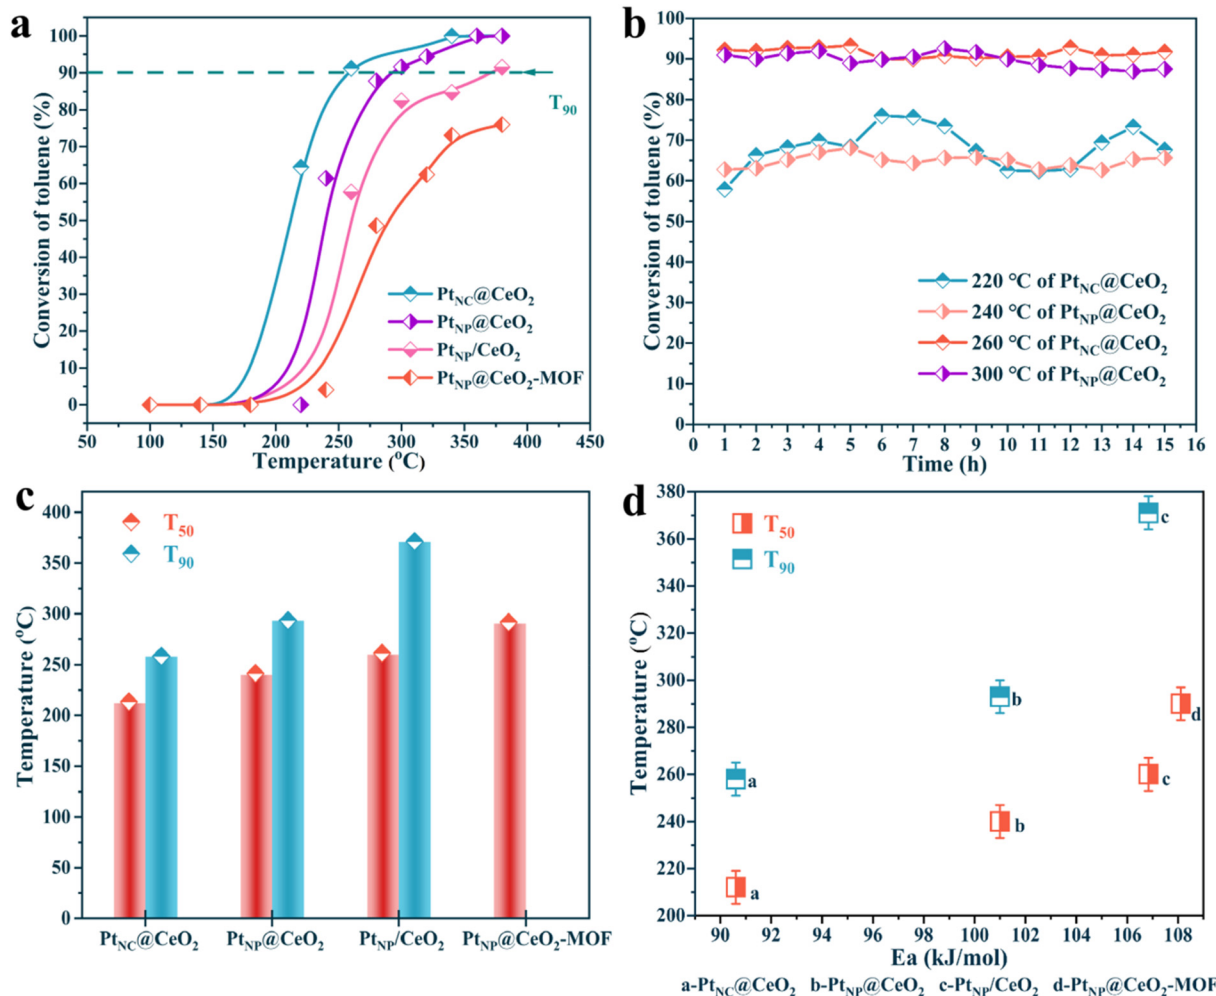 a
Conversion of toluene (%)
100
90
80
70
60
50
40
30
20
10
0
T90
PtNC@CeO2
PtNP@CeO2
PtNP/CeO2
PtNP@CeO2-MOF
50 100 150 200 250 300 350 400 450
Temperature (°C)
b
Conversion of toluene (%)
100
90
80
70
60
50
40
30
20
10
0
220 ℃ of PtNC@CeO2
240 ℃ of PtNP@CeO2
260 ℃ of PtNC@CeO2
300 ℃ of PtNP@CeO2
1 2 3 4 5 6 7 8 9 10 11 12 13 14 15 16
Time (h)
c
Temperature (°C)
400
350
300
250
200
150
100
50
0
T50
T90
PtNC@CeO2 PtNP@CeO2 PtNP/CeO2 PtNP@CeO2-MOF
d
Temperature (°C)
380
360
340
320
300
280
260
240
220
200
T50
T90
c
b
d
a
c
b
a
90 92 94 96 98 100 102 104 106 108
Ea (kJ/mol)
a-PtNC@CeO2 b-PtNP@CeO2 c-PtNP/CeO2 d-PtNP@CeO2-MOF